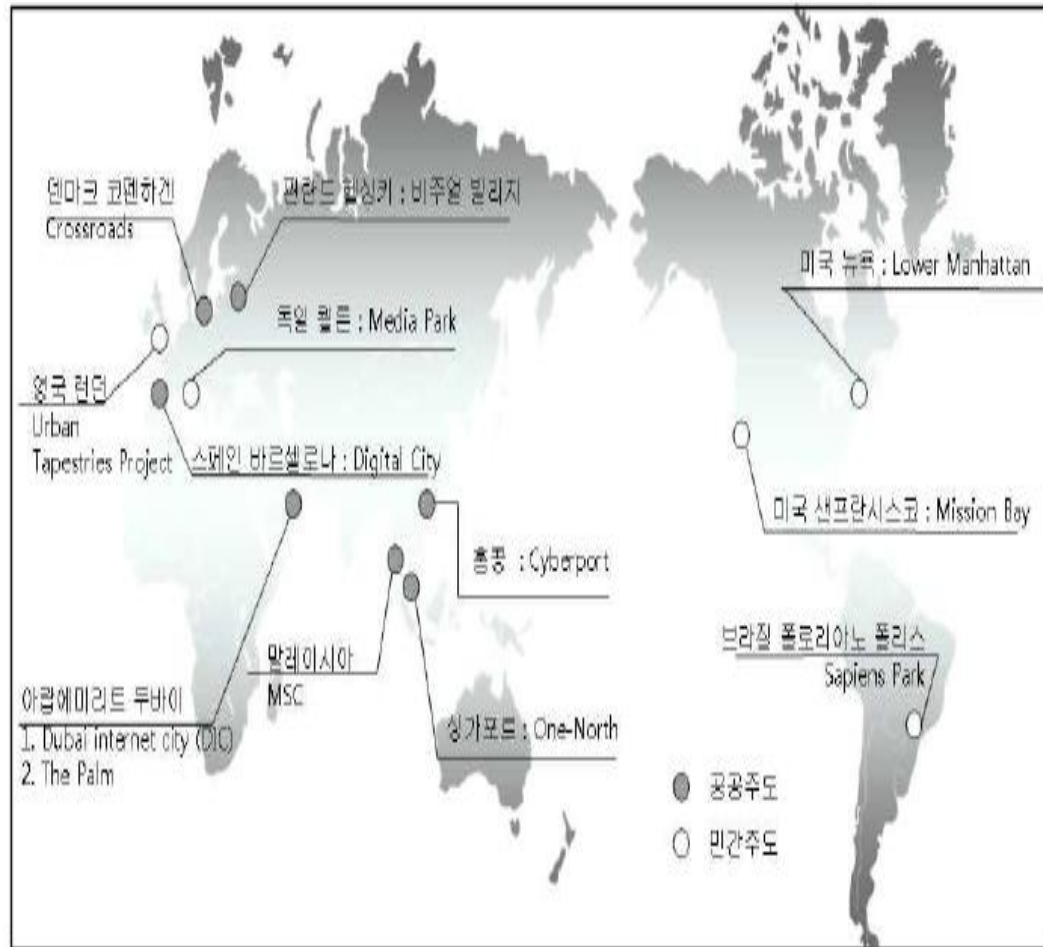 덴마크 코펜하겐
Crossroads
핀란드 헬싱키 : 비주얼 빌리지
미국 뉴욕 : Lower Manhattan
독일 쾰른 : Media Park
영국 런던
Urban
Tapestries Project
스페인 바르셀로나 : Digital City
미국 샌프란시스코 : Mission Bay
홍콩 : Cyberport
브라질 폴로리아노 폴리스
Sapiens Park
말레이시아
MSC
아랍에미리트 두바이
1. Dubai internet city (DIC)
2. The Palm
싱가포르 : One-North
공공주도
민간주도